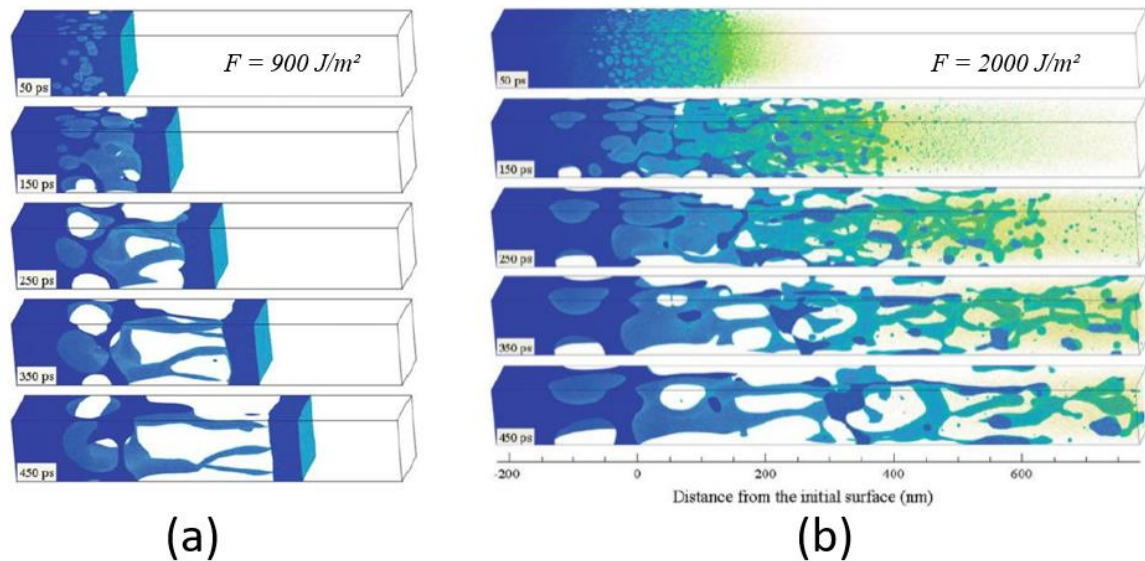 F = 900 J/m²
50 ps
150 ps
250 ps
350 ps
450 ps
(a)
F = 2000 J/m²
50 ps
150 ps
250 ps
350 ps
450 ps
-200 0 200 400 600
Distance from the initial surface (nm)
(b)